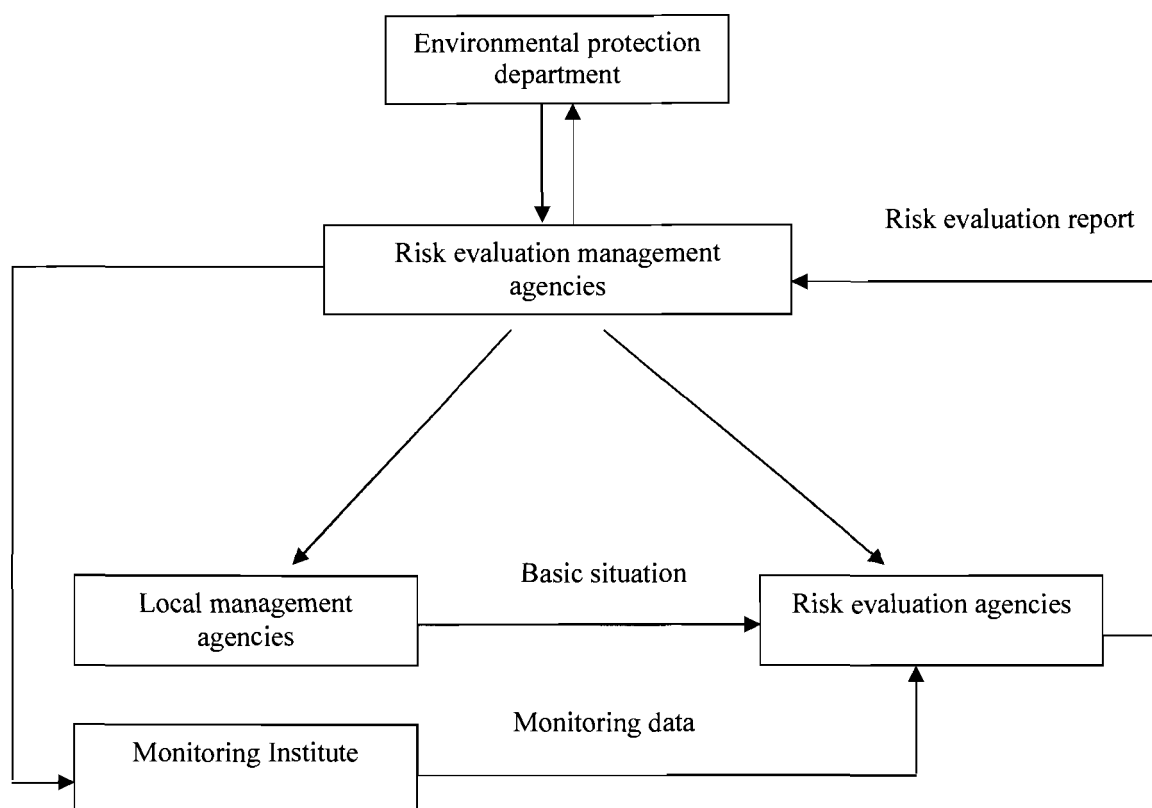 Environmental protection
department
Risk evaluation report
Risk evaluation management
agencies
Basic situation
Local management
agencies
Risk evaluation agencies
Monitoring data
Monitoring Institute